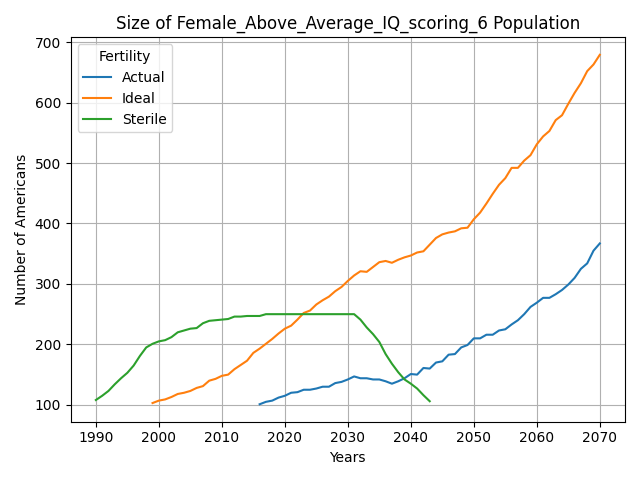 Size of Female_Above_Average_IQ_scoring_6 Population
Number of Americans
700
600
500
400
300
200
100
Fertility
Actual
Ideal
Sterile
1990 2000 2010 2020 2030 2040 2050 2060 2070
Years